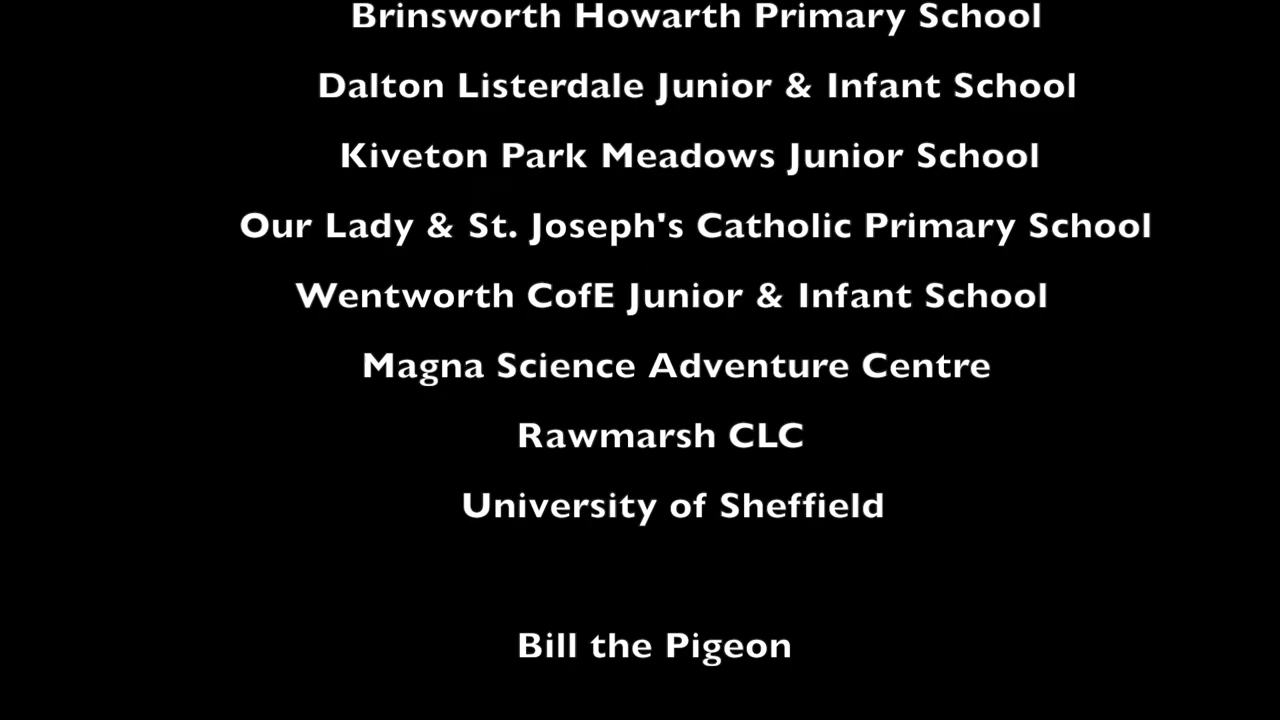 Brinsworth Howarth Primary School
Dalton Listerdale Junior & Infant School
Kiveton Park Meadows Junior School
Our Lady & St. Joseph's Catholic Primary School
Wentworth CofE Junior & Infant School
Magna Science Adventure Centre
Rawmarsh CLC
University of Sheffield
Bill the Pigeon